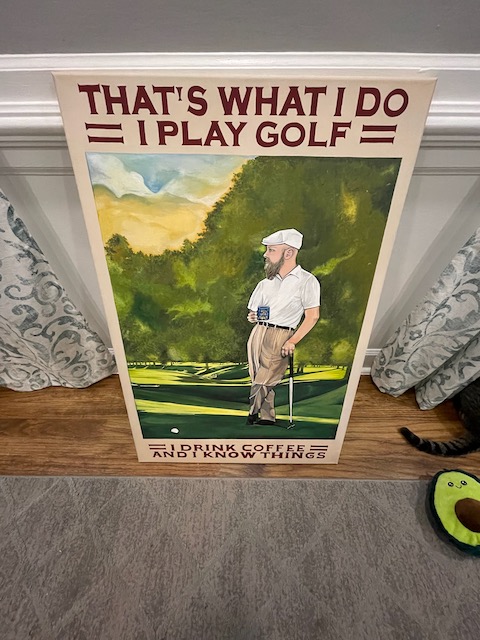 THAT'S WHAT I DO
I PLAY GOLF
I DRINK COFFEE
AND I KNOW THINGS